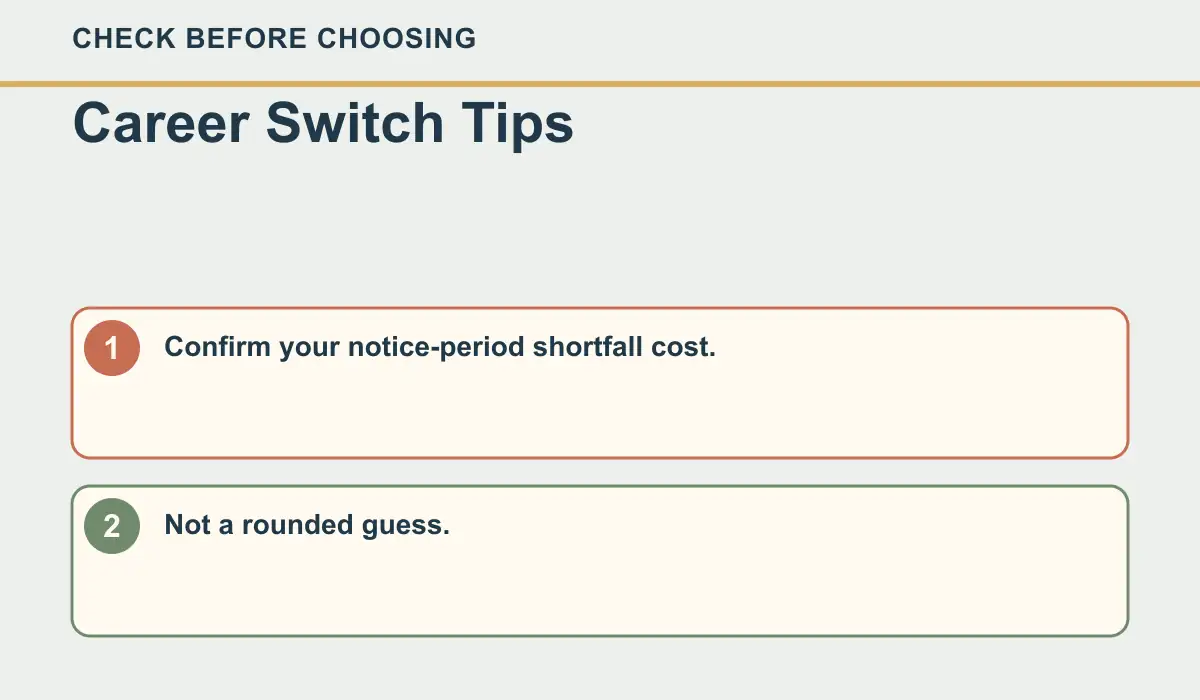 CHECK BEFORE CHOOSING
Career Switch Tips
1 Confirm your notice-period shortfall cost.
2 Not a rounded guess.